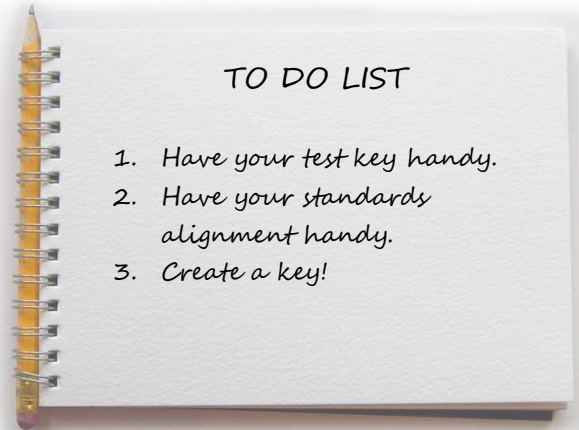 TO DO LIST
1. Have your test key handy.
2. Have your standards
alignment handy.
3. Create a key!